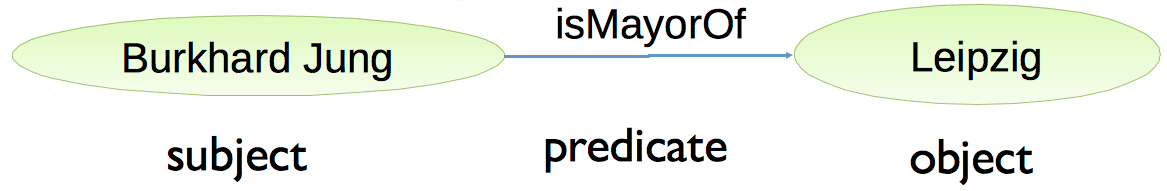 isMayorOf
Burkhard Jung
Leipzig
subject
predicate
object